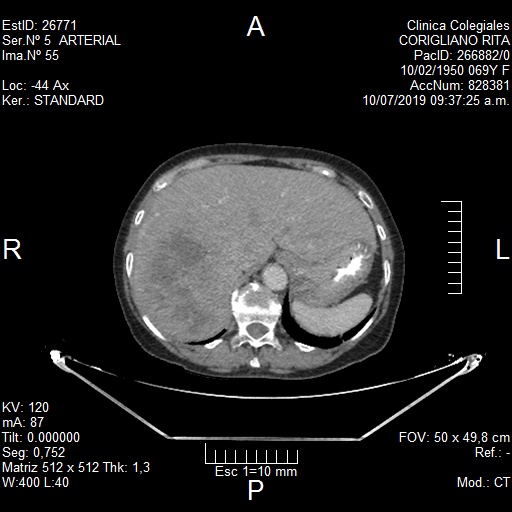 EstID: 26771
Ser.Nº 5 ARTERIAL
Ima.Nº 55
Loc: -44 Ax
Ker.: STANDARD
A
Clinica Colegiales
CORIGLIANO RITA
PacID: 266882/0
10/02/1950 069Y F
AccNum: 828381
10/07/2019 09:37:25 a.m.
R
L
KV: 120
mA: 87
Tilt: 0.000000
Seg: 0,752
Matriz 512 x 512 Thk: 1,3
W:400 L:40
Esc 1=10 mm
P
FOV: 50 x 49,8 cm
Ref.: -
Mod.: CT